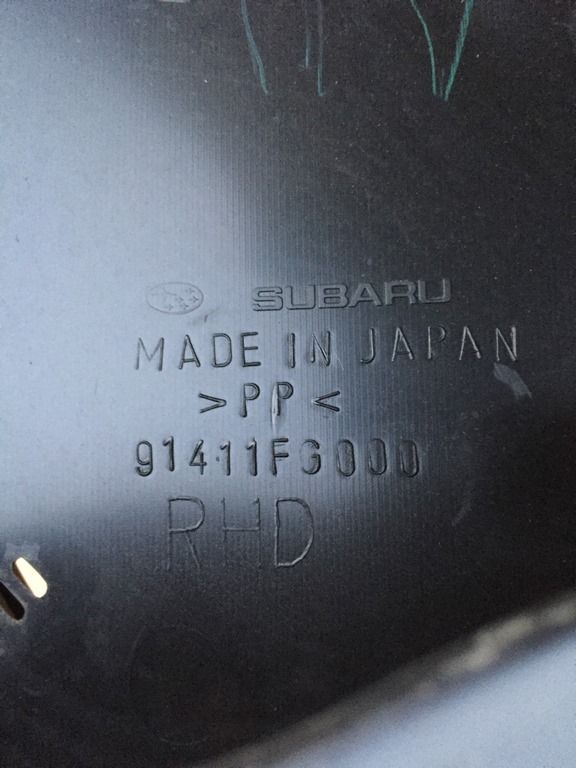 SUBARU
MADE IN JAPAN
>PP<
91411FG000
RHD